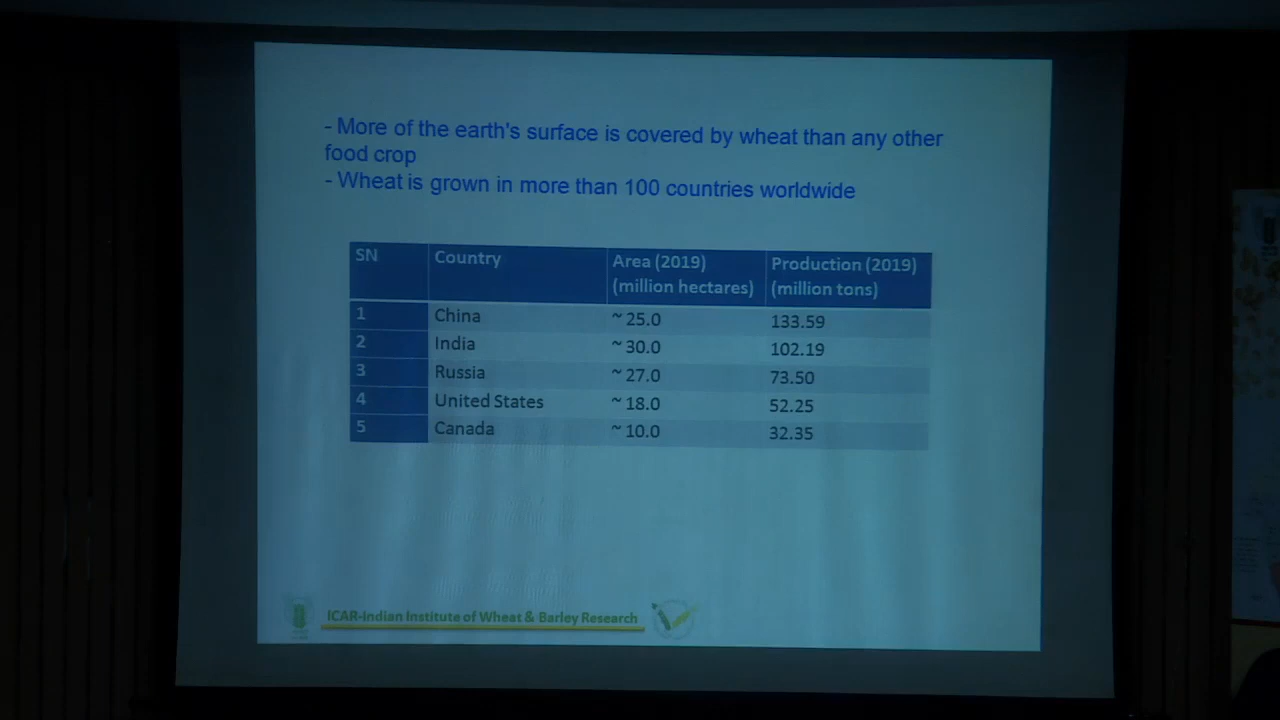 - More of the earth's surface is covered by wheat than any other
food crop
- Wheat is grown in more than 100 countries worldwide
SN Country Area (2019) (million hectares) Production (2019) (million tons)
1 China ~ 25.0 133.59
2 India ~ 30.0 102.19
3 Russia ~ 27.0 73.50
4 United States ~ 18.0 52.25
5 Canada ~ 10.0 32.35
ICAR-Indian Institute of Wheat & Barley Research